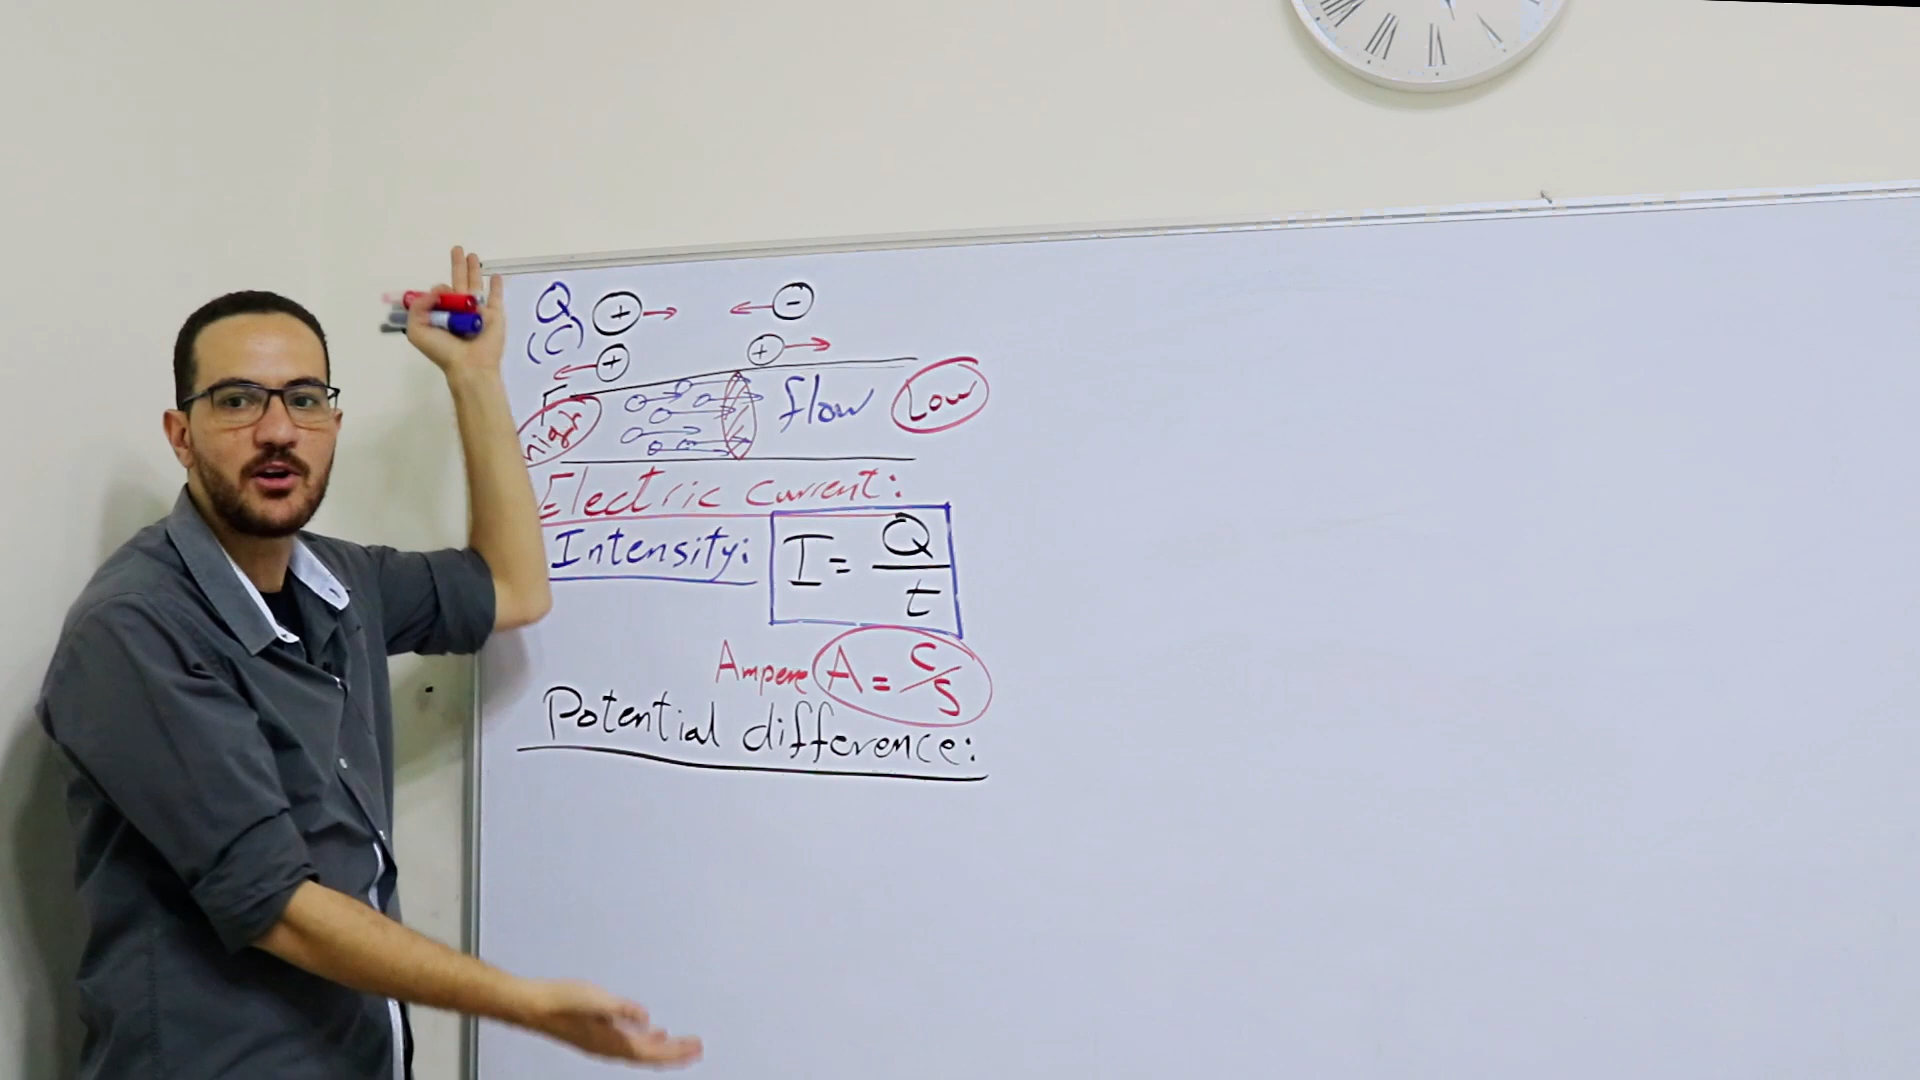 Q + → ← -
(C) ← + + →
high flow Low
Electric current:
Intensity: I = Q/t
Ampere A = C/S
Potential difference: